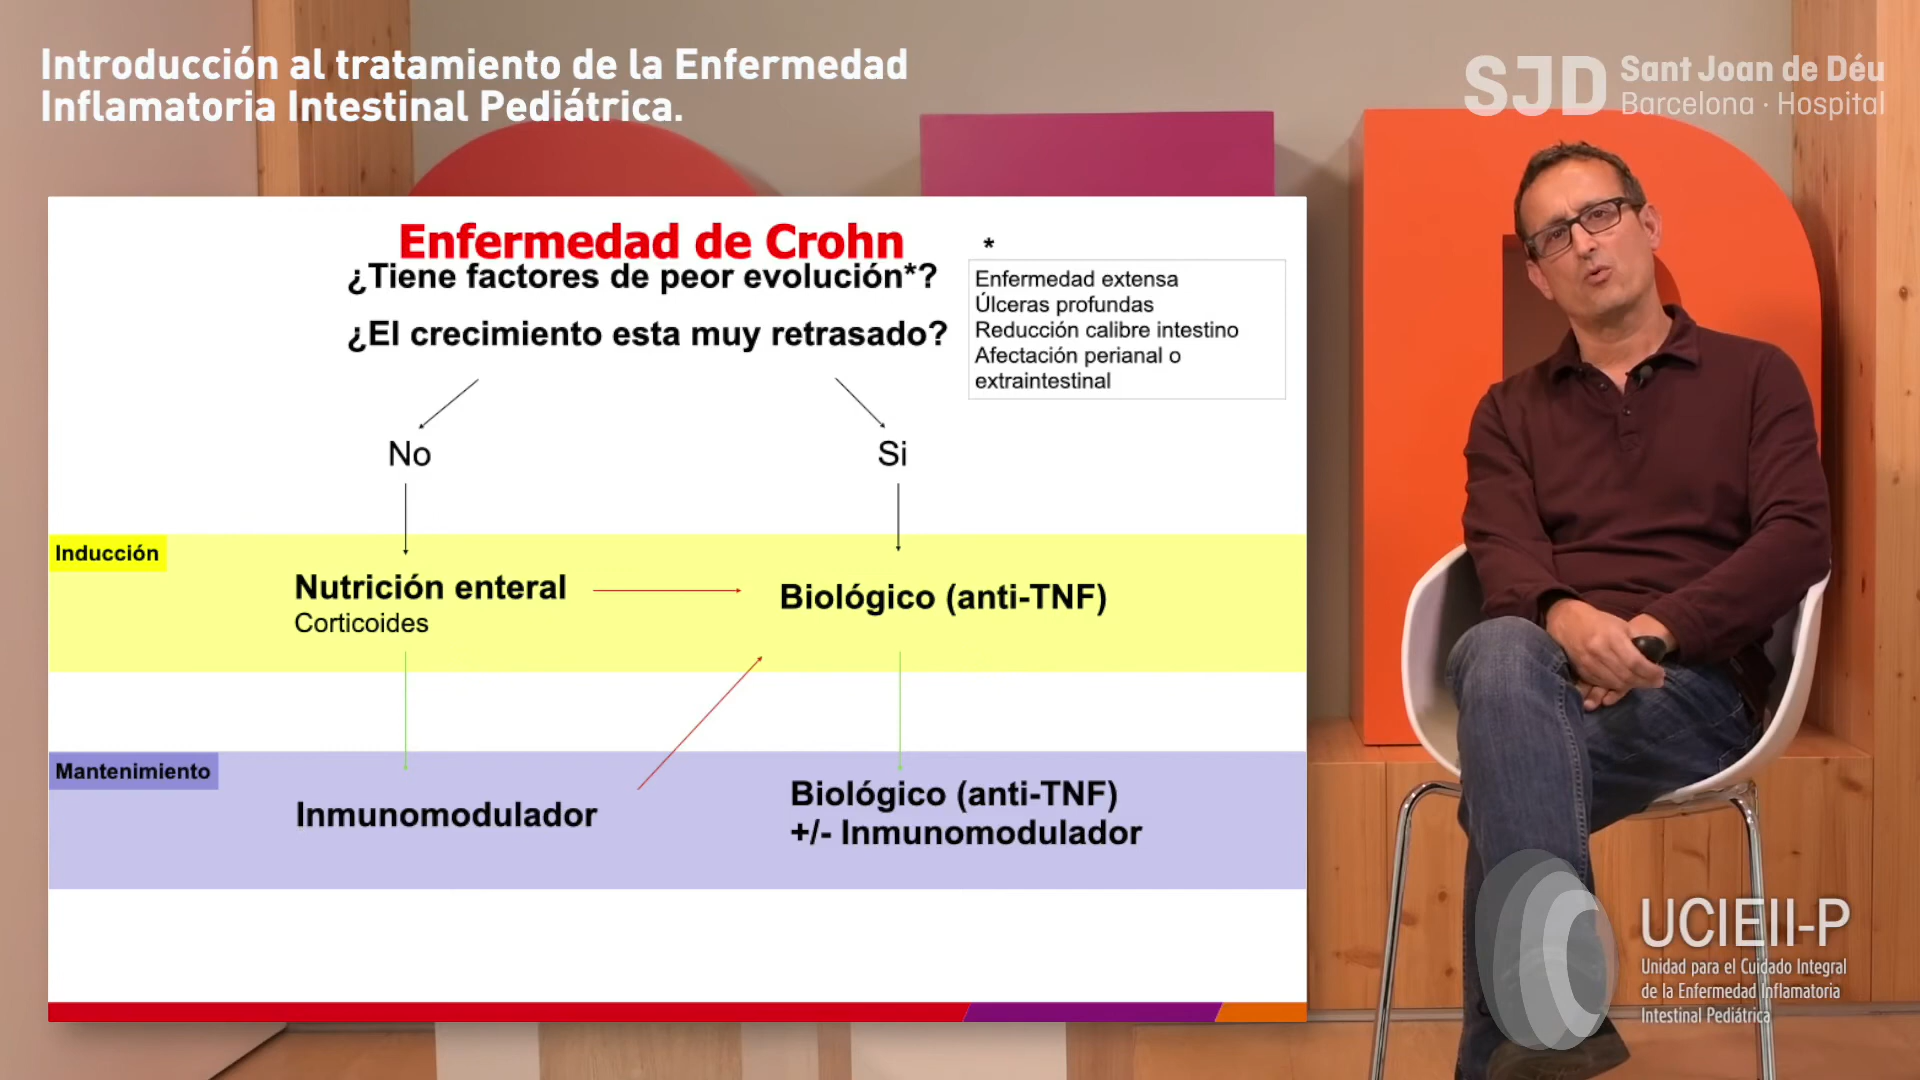 Introducción al tratamiento de la Enfermedad
Inflamatoria Intestinal Pediátrica.
SJD Sant Joan de Déu
Barcelona · Hospital
Enfermedad de Crohn
¿Tiene factores de peor evolución*?
¿El crecimiento esta muy retrasado?
*
Enfermedad extensa
Úlceras profundas
Reducción calibre intestino
Afectación perianal o
extraintestinal
No
Si
Inducción
Nutrición enteral
Corticoides
Biológico (anti-TNF)
Mantenimiento
Inmunomodulador
Biológico (anti-TNF)
+/- Inmunomodulador
UCIEII-P
Unidad para el Cuidado Integral
de la Enfermedad Inflamatoria
Intestinal Pediátrica